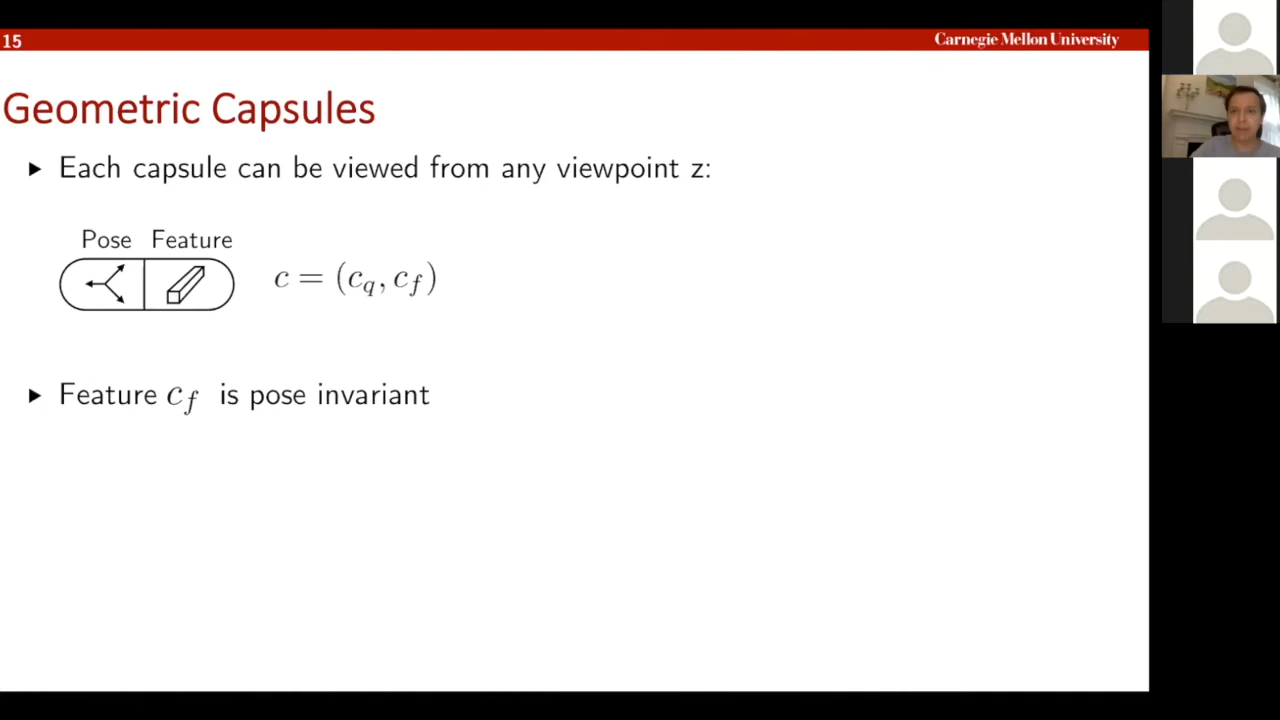 15
Carnegie Mellon University
Geometric Capsules
▶ Each capsule can be viewed from any viewpoint z:
Pose Feature
c = (c_q, c_f)
▶ Feature c_f is pose invariant